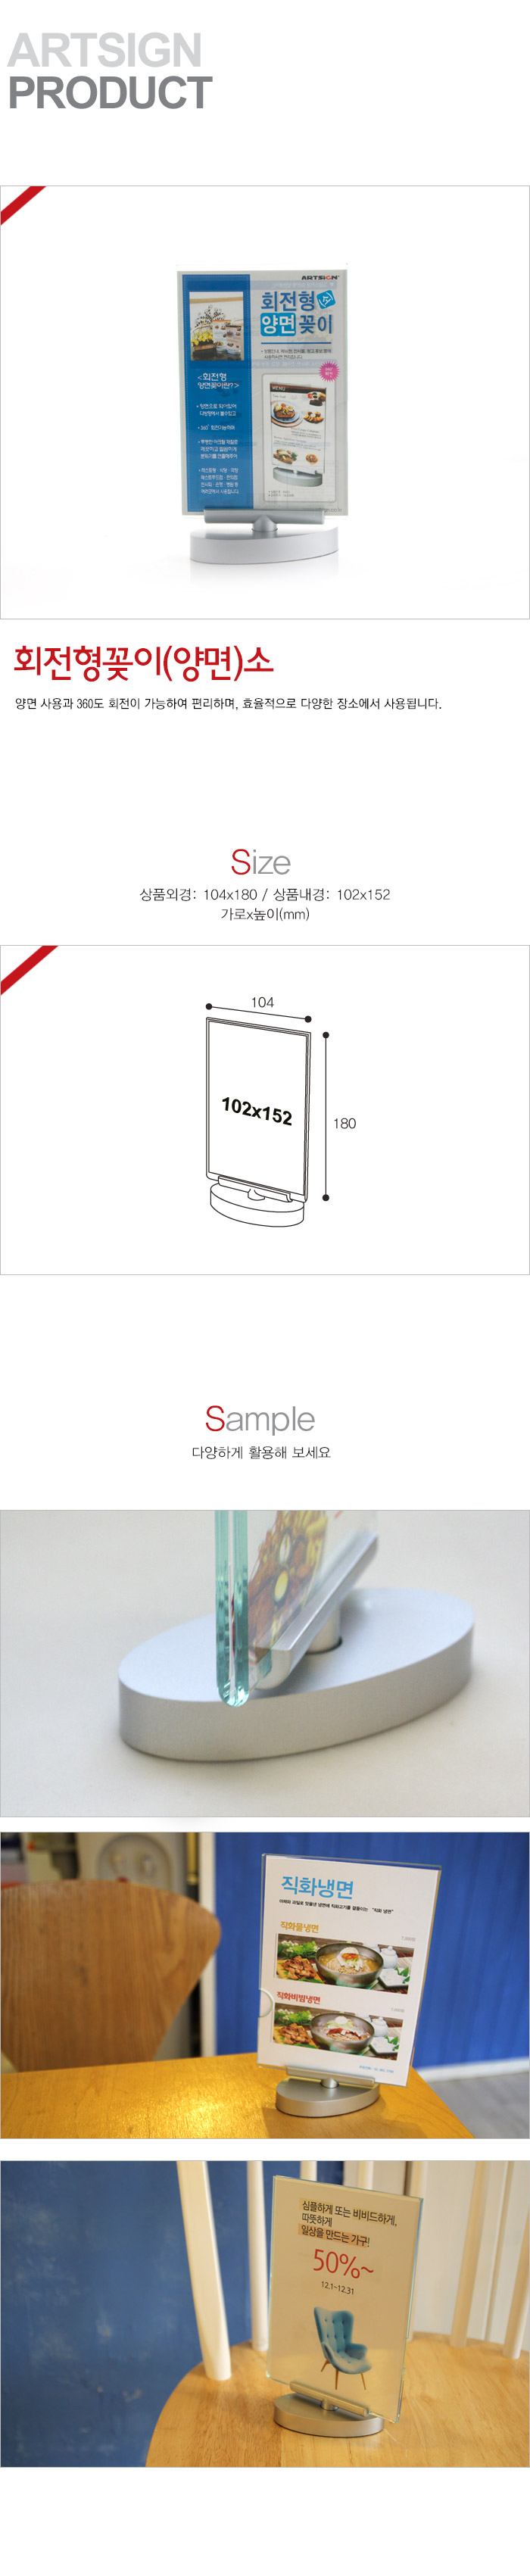 ARTSIGN
PRODUCT
ARTSIGN
회전형 소
양면 꽂이
<회전형
양면꽂이란?>
MENU
회전형꽂이(양면)소
양면 사용과 360도 회전이 가능하여 편리하며, 효율적으로 다양한 장소에서 사용됩니다.
Size
상품외경: 104x180 / 상품내경: 102x152
가로x높이(mm)
104
102x152
180
Sample
다양하게 활용해 보세요
직화냉면
직화물냉면
직화비빔냉면
심플하게 또는 비비드하게,
따뜻하게
일상을 만드는 가구!
50%~
12.1~12.31